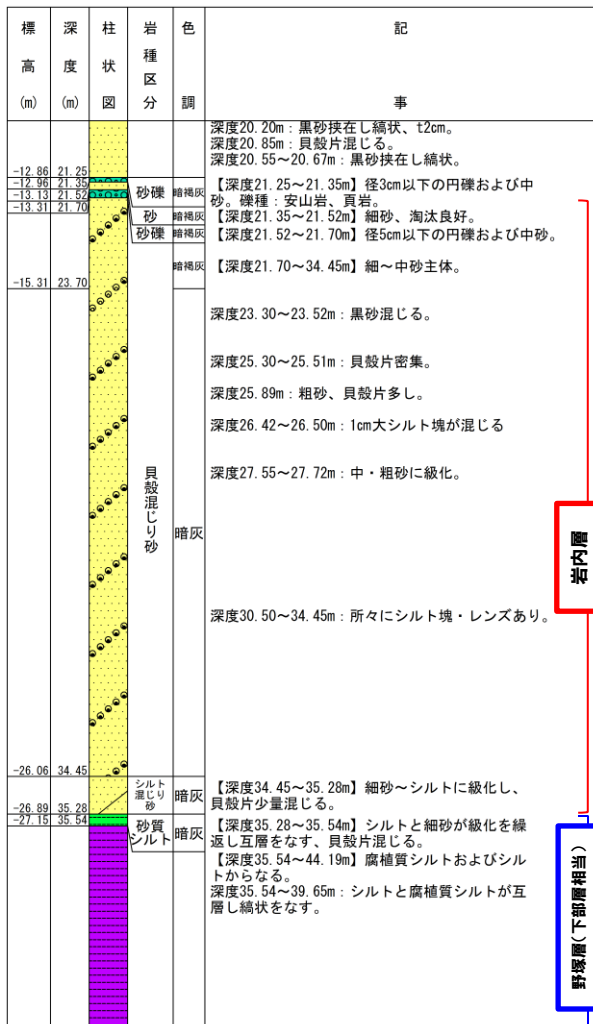 標高(m)
深度(m)
柱状図
岩種区分
色調
記事
深度20.20m：黒砂挟在し縞状、t2cm。
深度20.85m：貝殻片混じる。
深度20.55～20.67m：黒砂挟在し縞状。
-12.86 21.25
-12.96 21.35
-13.13 21.52
-13.31 21.70
砂礫 暗褐灰
【深度21.25～21.35m】径3cm以下の円礫および中
砂。礫種：安山岩、頁岩。
砂 暗褐灰
【深度21.35～21.52m】細砂、淘汰良好。
砂礫 暗褐灰
【深度21.52～21.70m】径5cm以下の円礫および中砂。
暗褐灰
【深度21.70～34.45m】細～中砂主体。
-15.31 23.70
深度23.30～23.52m：黒砂混じる。
深度25.30～25.51m：貝殻片密集。
深度25.89m：粗砂、貝殻片多し。
深度26.42～26.50m：1cm大シルト塊が混じる
深度27.55～27.72m：中・粗砂に級化。
貝殻混じり砂
暗灰
岩内層
深度30.50～34.45m：所々にシルト塊・レンズあり。
-26.06 34.45
シルト
混じり
砂
暗灰
【深度34.45～35.28m】細砂～シルトに級化し、
貝殻片少量混じる。
-26.89 35.28
-27.15 35.54
砂質
シルト
暗灰
【深度35.28～35.54m】シルトと細砂が級化を繰
返し互層をなす、貝殻片混じる。
【深度35.54～44.19m】腐植質シルトおよびシル
トからなる。
深度35.54～39.65m：シルトと腐植質シルトが互
層し縞状をなす。
野塚層(下部層相当)